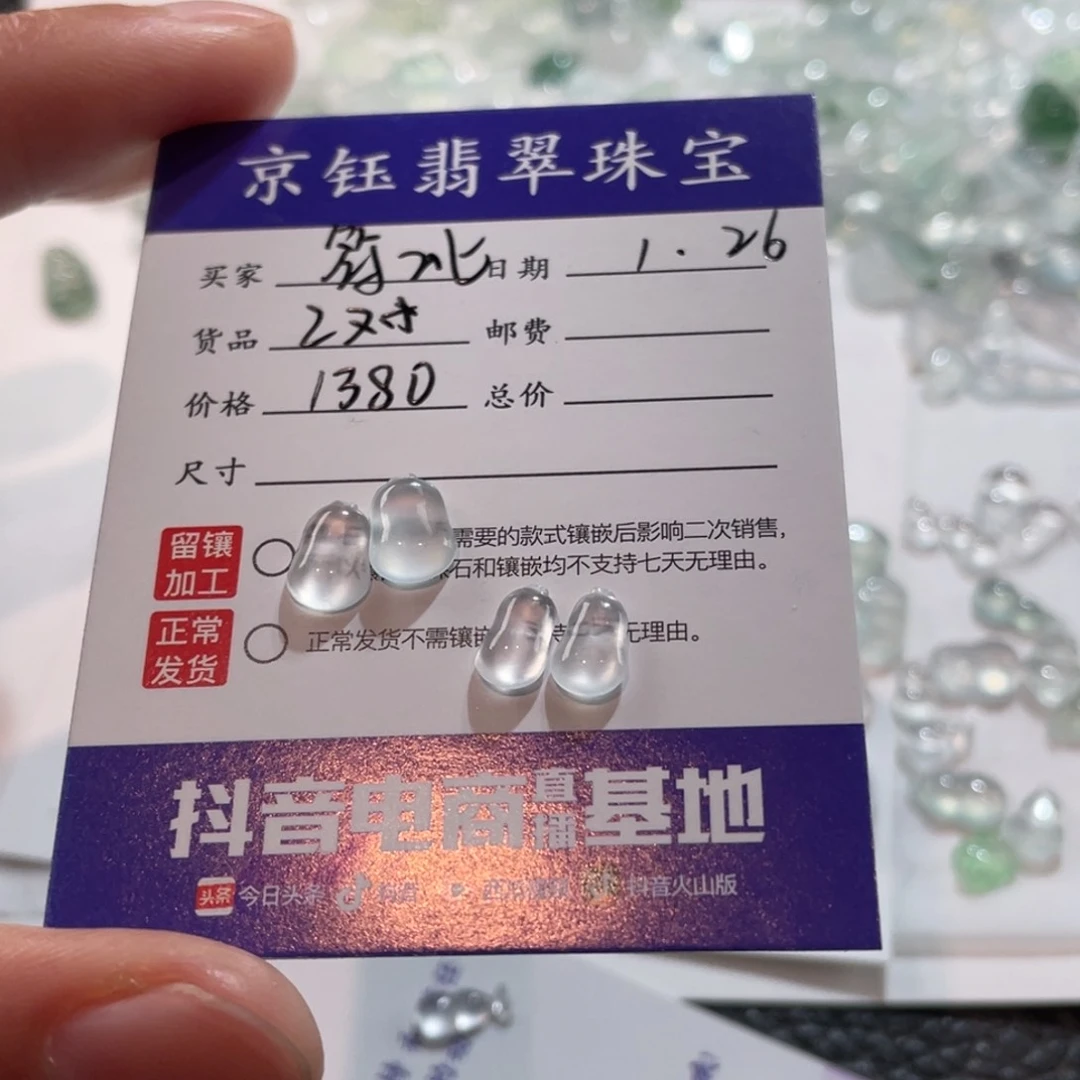 京钰翡翠珠宝
买家 日期 1.26
货品 2对 邮费
价格 1380 总价
尺寸
留镶加工 需要的款式镶嵌后影响二次销售，
石和镶嵌均不支持七天无理由。
正常发货 正常发货不需镶嵌 无理由。
抖音电商直播基地
头条 今日头条 抖音 西瓜视频 抖音火山版